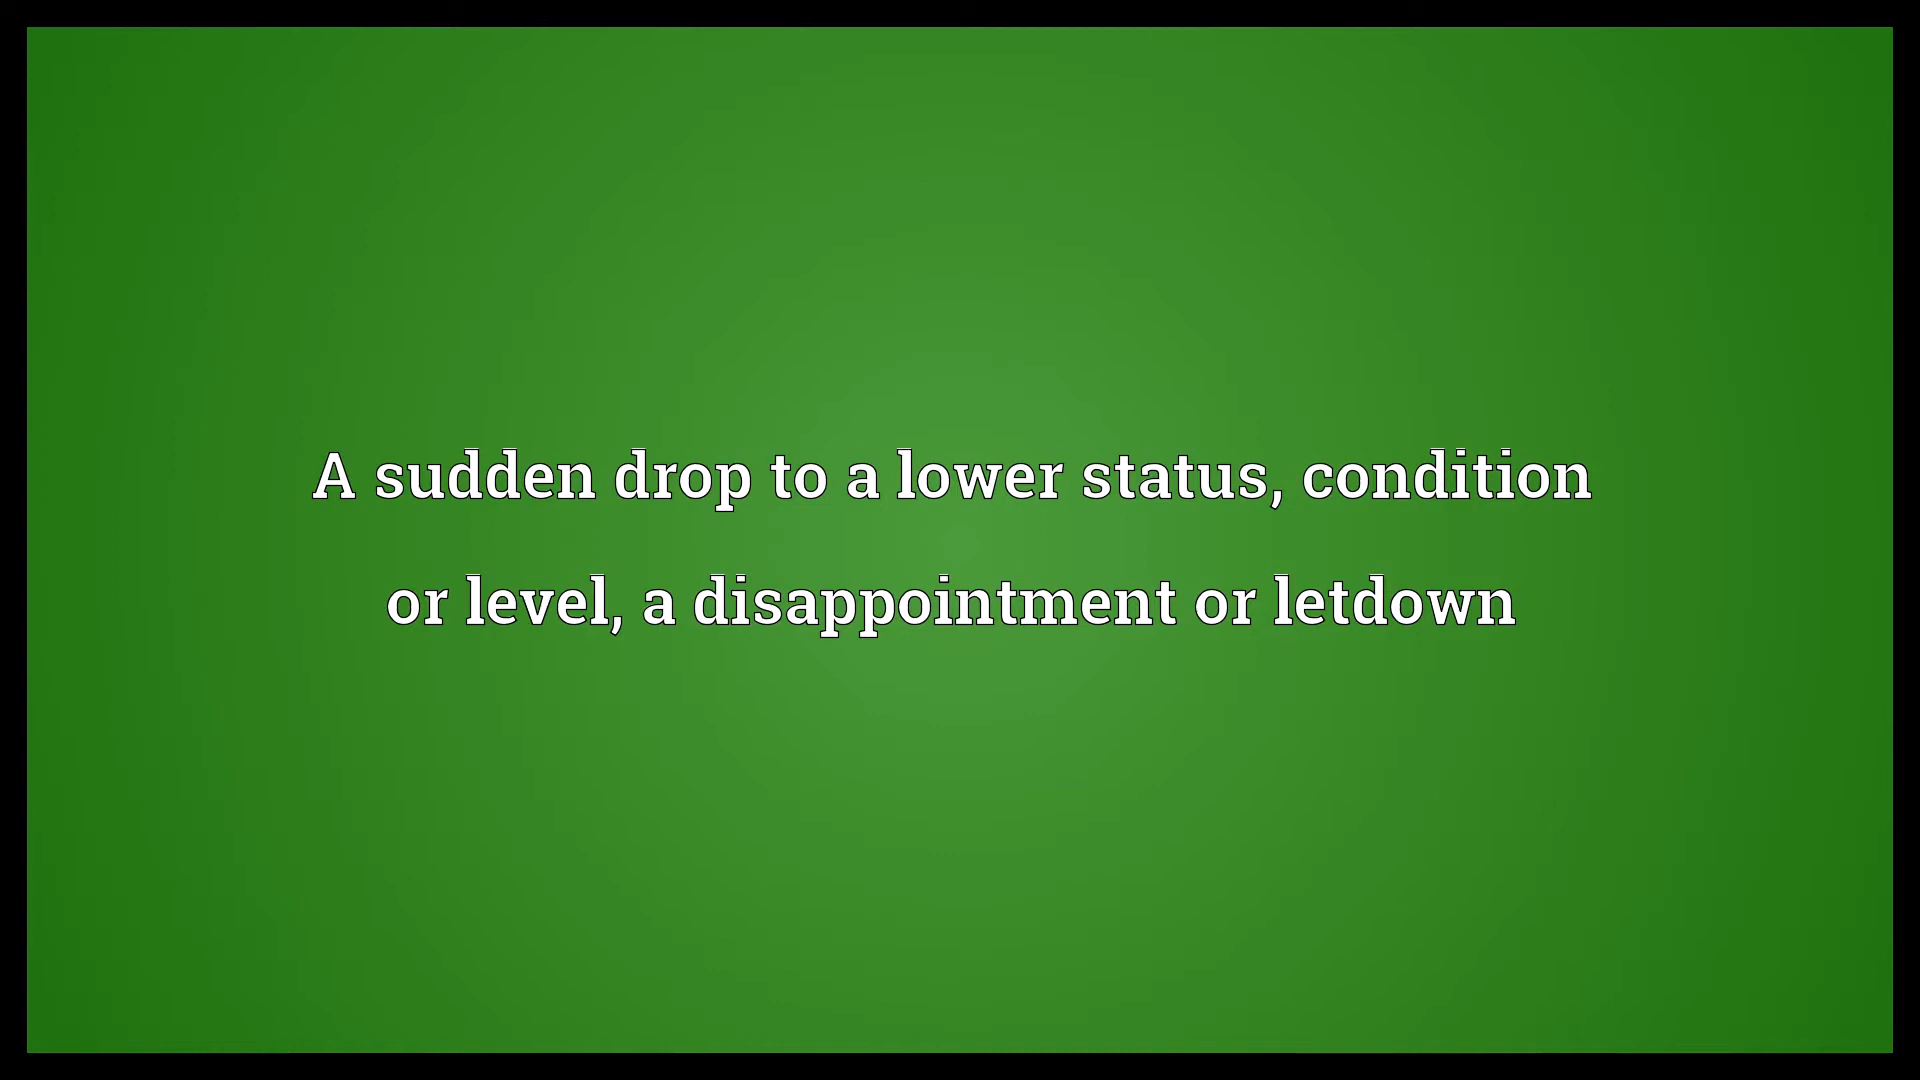 A sudden drop to a lower status, condition
or level, a disappointment or letdown